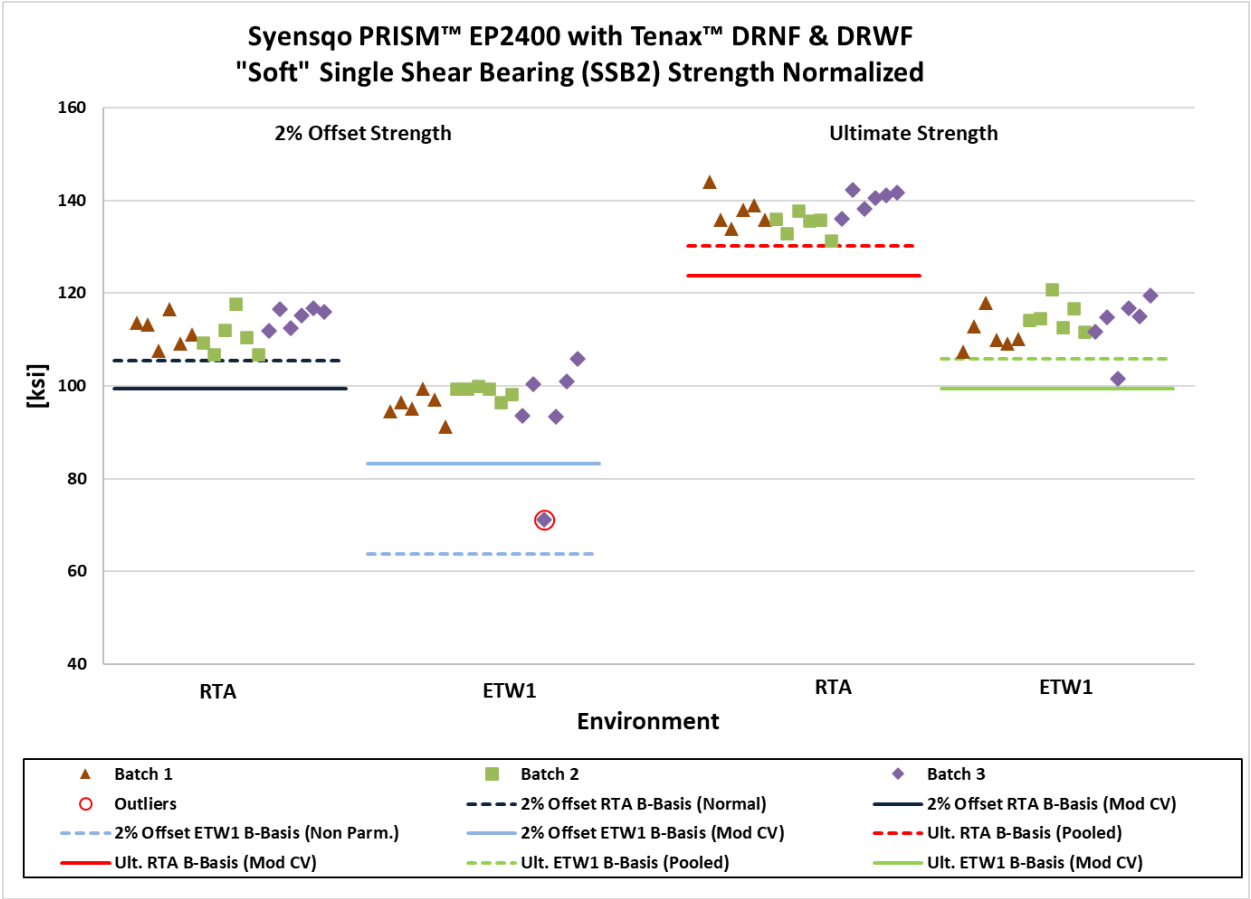 Syensqo PRISM™ EP2400 with Tenax™ DRNF & DRWF
"Soft" Single Shear Bearing (SSB2) Strength Normalized
160
140
120
100
80
60
40
[ksi]
2% Offset Strength
Ultimate Strength
RTA
ETW1
RTA
ETW1
Environment
Batch 1
Batch 2
Batch 3
Outliers
2% Offset RTA B-Basis (Normal)
2% Offset RTA B-Basis (Mod CV)
2% Offset ETW1 B-Basis (Non Parm.)
2% Offset ETW1 B-Basis (Mod CV)
Ult. RTA B-Basis (Pooled)
Ult. RTA B-Basis (Mod CV)
Ult. ETW1 B-Basis (Pooled)
Ult. ETW1 B-Basis (Mod CV)